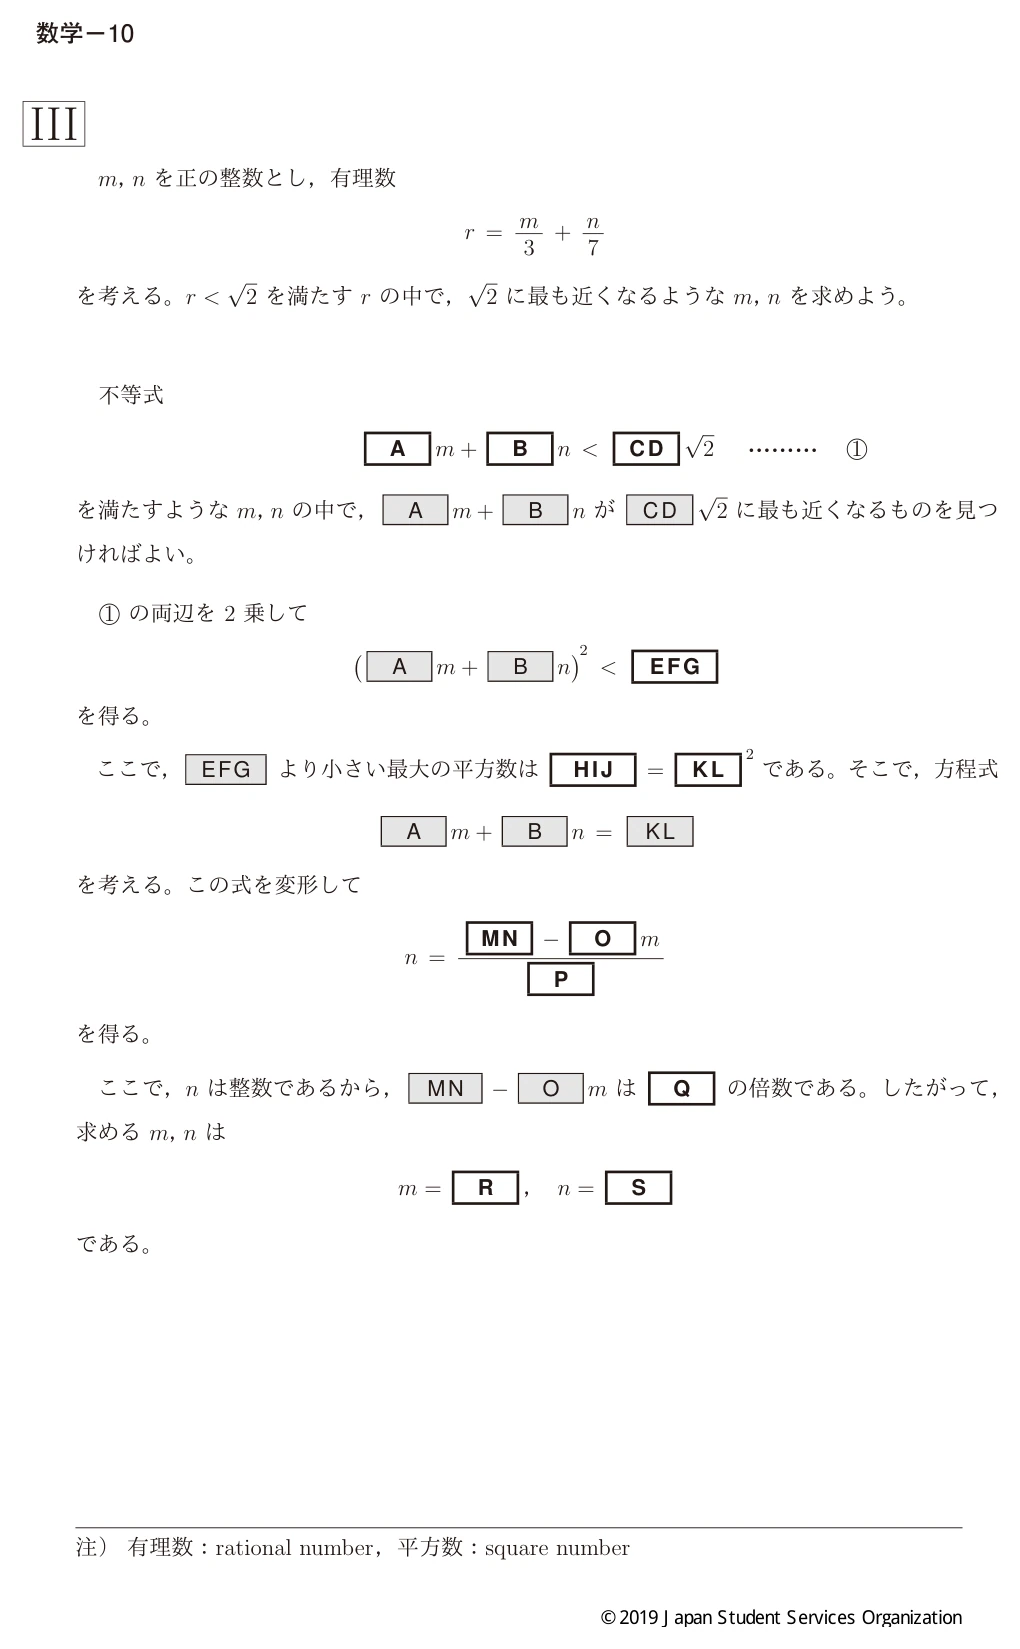 数学－10
III
m, n を正の整数とし，有理数
r = m/3 + n/7
を考える。r < √2 を満たす r の中で，√2 に最も近くなるような m, n を求めよう。
不等式
A m + B n < CD √2 ……… ①
を満たすような m, n の中で， A m + B n が CD √2 に最も近くなるものを見つ
ければよい。
① の両辺を 2 乗して
( A m + B n)² < EFG
を得る。
ここで， EFG より小さい最大の平方数は HIJ = KL ² である。そこで，方程式
A m + B n = KL
を考える。この式を変形して
n = (MN − O m) / P
を得る。
ここで，n は整数であるから， MN − O m は Q の倍数である。したがって，
求める m, n は
m = R ， n = S
である。
注） 有理数：rational number，平方数：square number
© 2019 Japan Student Services Organization